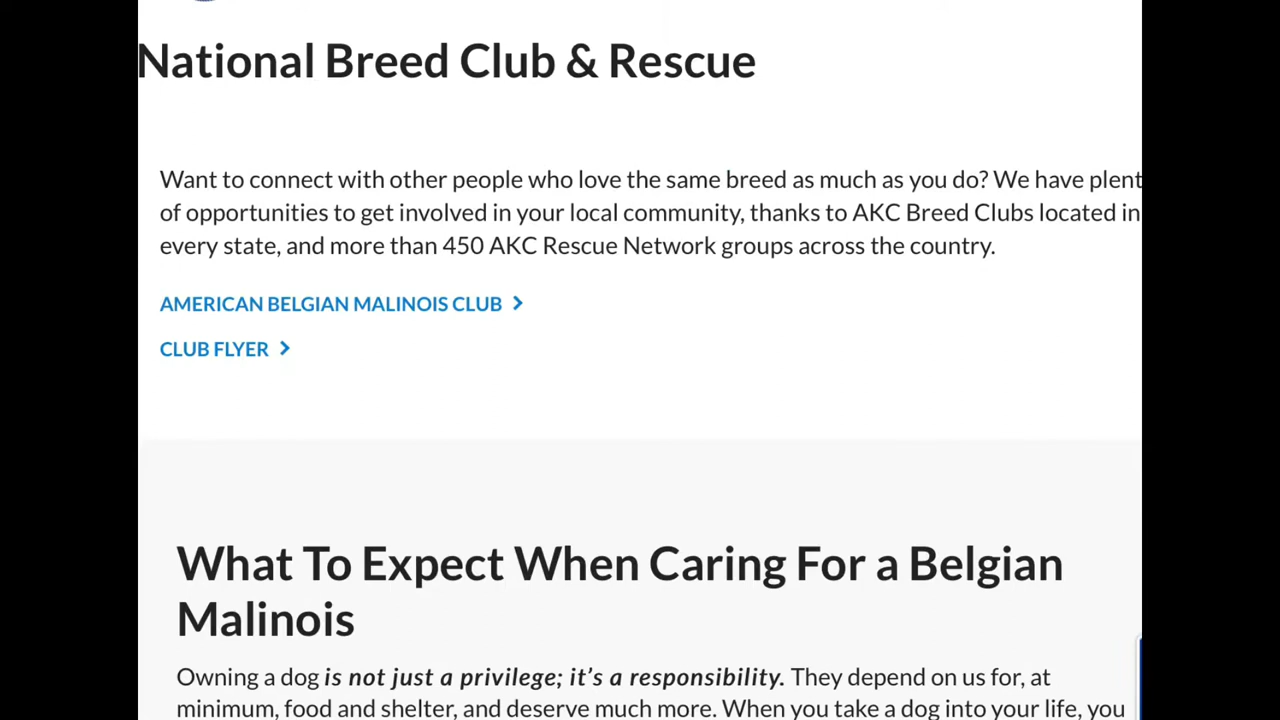 National Breed Club & Rescue
Want to connect with other people who love the same breed as much as you do? We have plent
of opportunities to get involved in your local community, thanks to AKC Breed Clubs located in
every state, and more than 450 AKC Rescue Network groups across the country.
AMERICAN BELGIAN MALINOIS CLUB
CLUB FLYER
What To Expect When Caring For a Belgian
Malinois
Owning a dog is not just a privilege; it’s a responsibility. They depend on us for, at
minimum, food and shelter, and deserve much more. When you take a dog into your life, you